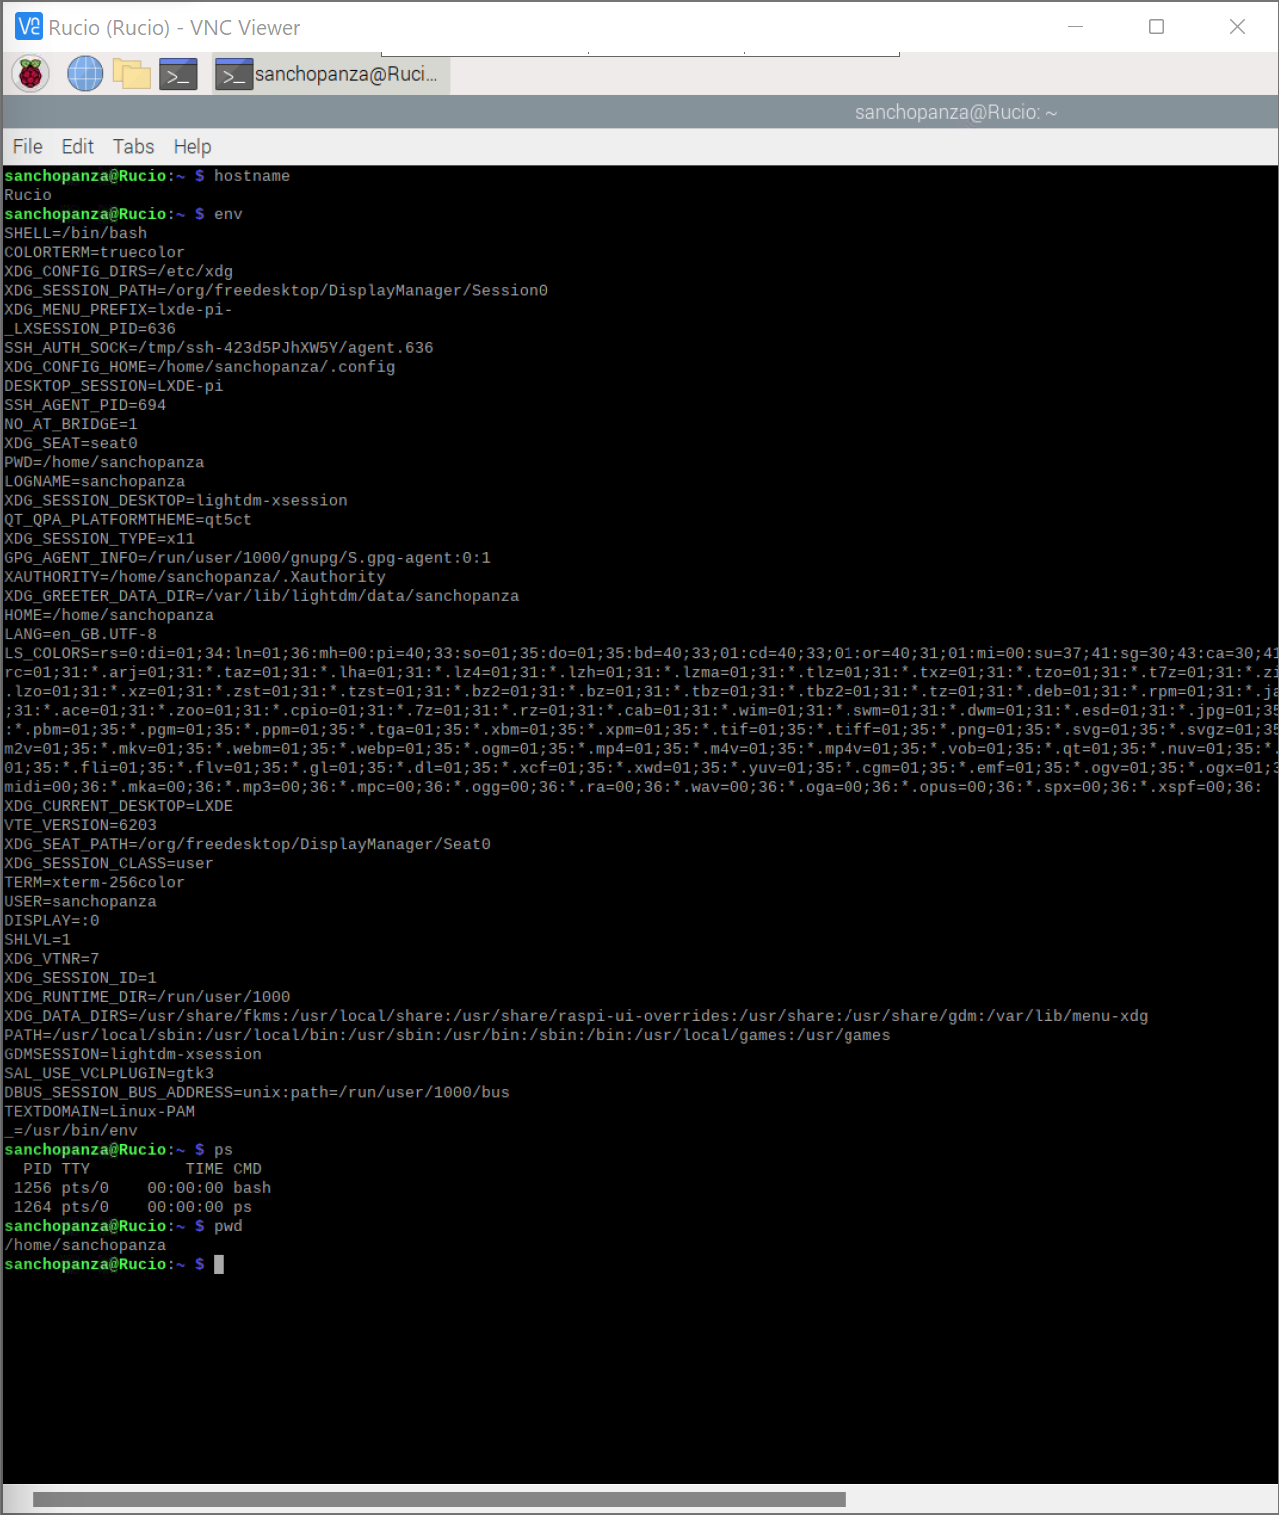 Rucio (Rucio) - VNC Viewer
sanchopanza@Ruci...
sanchopanza@Rucio: ~
File Edit Tabs Help
sanchopanza@Rucio:~ $ hostname
Rucio
sanchopanza@Rucio:~ $ env
SHELL=/bin/bash
COLORTERM=truecolor
XDG_CONFIG_DIRS=/etc/xdg
XDG_SESSION_PATH=/org/freedesktop/DisplayManager/Session0
XDG_MENU_PREFIX=lxde-pi-
_LXSESSION_PID=636
SSH_AUTH_SOCK=/tmp/ssh-423d5PJhXW5Y/agent.636
XDG_CONFIG_HOME=/home/sanchopanza/.config
DESKTOP_SESSION=LXDE-pi
SSH_AGENT_PID=694
NO_AT_BRIDGE=1
XDG_SEAT=seat0
PWD=/home/sanchopanza
LOGNAME=sanchopanza
XDG_SESSION_DESKTOP=lightdm-xsession
QT_QPA_PLATFORMTHEME=qt5ct
XDG_SESSION_TYPE=x11
GPG_AGENT_INFO=/run/user/1000/gnupg/S.gpg-agent:0:1
XAUTHORITY=/home/sanchopanza/.Xauthority
XDG_GREETER_DATA_DIR=/var/lib/lightdm/data/sanchopanza
HOME=/home/sanchopanza
LANG=en_GB.UTF-8
LS_COLORS=rs=0:di=01;34:ln=01;36:mh=00:pi=40;33:so=01;35:do=01;35:bd=40;33;01:cd=40;33;01:or=40;31;01:mi=00:su=37;41:sg=30;43:ca=30;41
rc=01;31:*.arj=01;31:*.taz=01;31:*.lha=01;31:*.lz4=01;31:*.lzh=01;31:*.lzma=01;31:*.tlz=01;31:*.txz=01;31:*.tzo=01;31:*.t7z=01;31:*.zi
.lzo=01;31:*.xz=01;31:*.zst=01;31:*.tzst=01;31:*.bz2=01;31:*.bz=01;31:*.tbz=01;31:*.tbz2=01;31:*.tz=01;31:*.deb=01;31:*.rpm=01;31:*.ja
;31:*.ace=01;31:*.zoo=01;31:*.cpio=01;31:*.7z=01;31:*.rz=01;31:*.cab=01;31:*.wim=01;31:*.swm=01;31:*.dwm=01;31:*.esd=01;31:*.jpg=01;35
:*.pbm=01;35:*.pgm=01;35:*.ppm=01;35:*.tga=01;35:*.xbm=01;35:*.xpm=01;35:*.tif=01;35:*.tiff=01;35:*.png=01;35:*.svg=01;35:*.svgz=01;35
m2v=01;35:*.mkv=01;35:*.webm=01;35:*.webp=01;35:*.ogm=01;35:*.mp4=01;35:*.m4v=01;35:*.mp4v=01;35:*.vob=01;35:*.qt=01;35:*.nuv=01;35:*.
01;35:*.fli=01;35:*.flv=01;35:*.gl=01;35:*.dl=01;35:*.xcf=01;35:*.xwd=01;35:*.yuv=01;35:*.cgm=01;35:*.emf=01;35:*.ogv=01;35:*.ogx=01;3
midi=00;36:*.mka=00;36:*.mp3=00;36:*.mpc=00;36:*.ogg=00;36:*.ra=00;36:*.wav=00;36:*.oga=00;36:*.opus=00;36:*.spx=00;36:*.xspf=00;36:
XDG_CURRENT_DESKTOP=LXDE
VTE_VERSION=6203
XDG_SEAT_PATH=/org/freedesktop/DisplayManager/Seat0
XDG_SESSION_CLASS=user
TERM=xterm-256color
USER=sanchopanza
DISPLAY=:0
SHLVL=1
XDG_VTNR=7
XDG_SESSION_ID=1
XDG_RUNTIME_DIR=/run/user/1000
XDG_DATA_DIRS=/usr/share/fkms:/usr/local/share:/usr/share/raspi-ui-overrides:/usr/share:/usr/share/gdm:/var/lib/menu-xdg
PATH=/usr/local/sbin:/usr/local/bin:/usr/sbin:/usr/bin:/sbin:/bin:/usr/local/games:/usr/games
GDMSESSION=lightdm-xsession
SAL_USE_VCLPLUGIN=gtk3
DBUS_SESSION_BUS_ADDRESS=unix:path=/run/user/1000/bus
TEXTDOMAIN=Linux-PAM
_=/usr/bin/env
sanchopanza@Rucio:~ $ ps
PID TTY TIME CMD
1256 pts/0 00:00:00 bash
1264 pts/0 00:00:00 ps
sanchopanza@Rucio:~ $ pwd
/home/sanchopanza
sanchopanza@Rucio:~ $